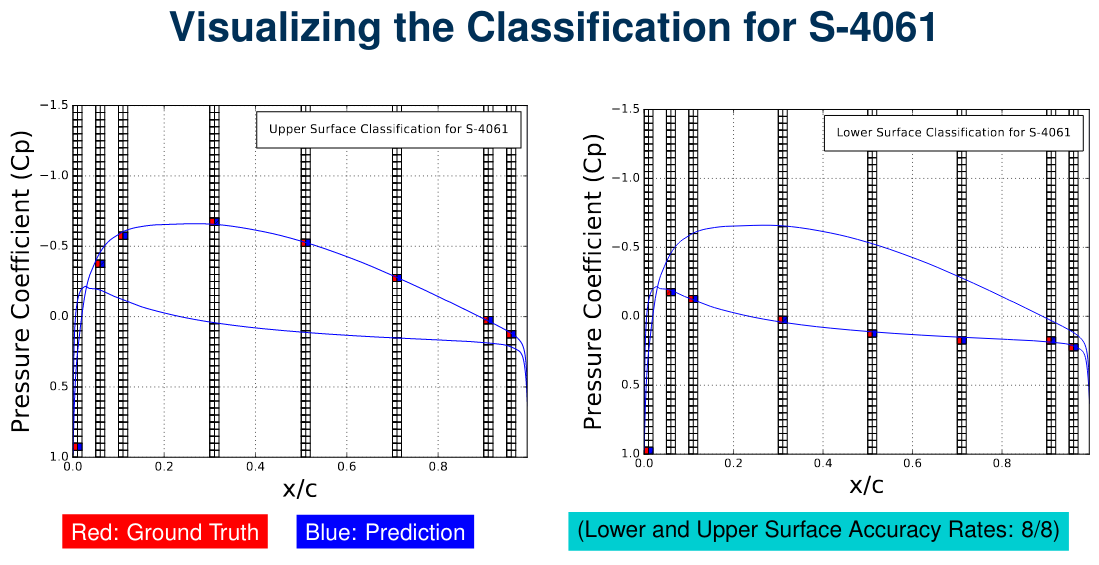 Visualizing the Classification for S-4061
Upper Surface Classification for S-4061
Pressure Coefficient (Cp)
−1.5
−1.0
−0.5
0.0
0.5
1.0
0.0 0.2 0.4 0.6 0.8
x/c
Lower Surface Classification for S-4061
Pressure Coefficient (Cp)
−1.5
−1.0
−0.5
0.0
0.5
1.0
0.0 0.2 0.4 0.6 0.8
x/c
Red: Ground Truth
Blue: Prediction
(Lower and Upper Surface Accuracy Rates: 8/8)